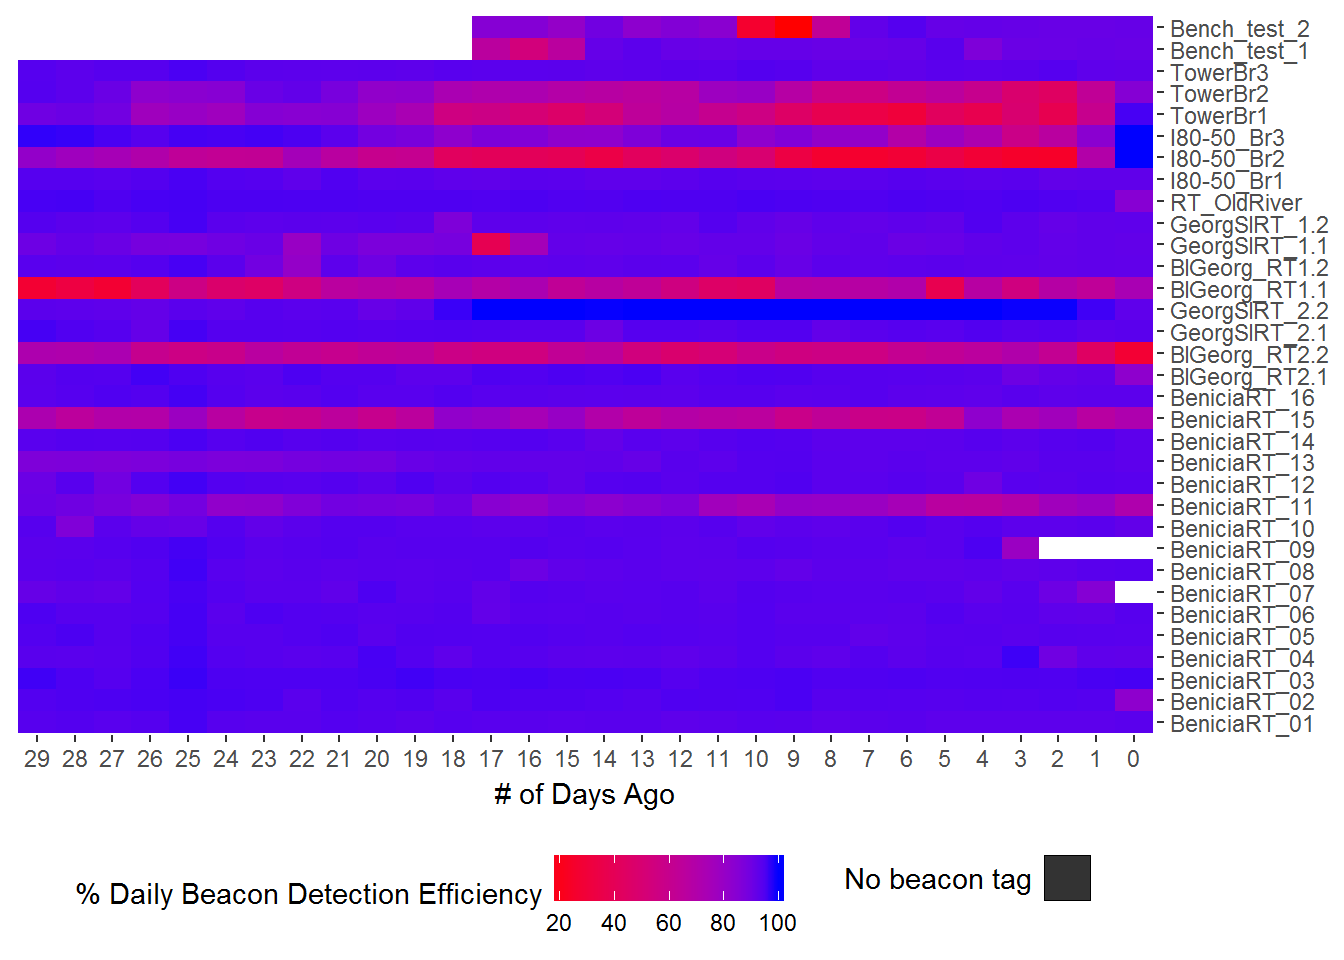 Bench_test_2
Bench_test_1
TowerBr3
TowerBr2
TowerBr1
I80-50_Br3
I80-50_Br2
I80-50_Br1
RT_OldRiver
GeorgSlRT_1.2
GeorgSlRT_1.1
BlGeorg_RT1.2
BlGeorg_RT1.1
GeorgSlRT_2.2
GeorgSlRT_2.1
BlGeorg_RT2.2
BlGeorg_RT2.1
BeniciaRT_16
BeniciaRT_15
BeniciaRT_14
BeniciaRT_13
BeniciaRT_12
BeniciaRT_11
BeniciaRT_10
BeniciaRT_09
BeniciaRT_08
BeniciaRT_07
BeniciaRT_06
BeniciaRT_05
BeniciaRT_04
BeniciaRT_03
BeniciaRT_02
BeniciaRT_01
29 28 27 26 25 24 23 22 21 20 19 18 17 16 15 14 13 12 11 10 9 8 7 6 5 4 3 2 1 0
# of Days Ago
% Daily Beacon Detection Efficiency
20 40 60 80 100
No beacon tag